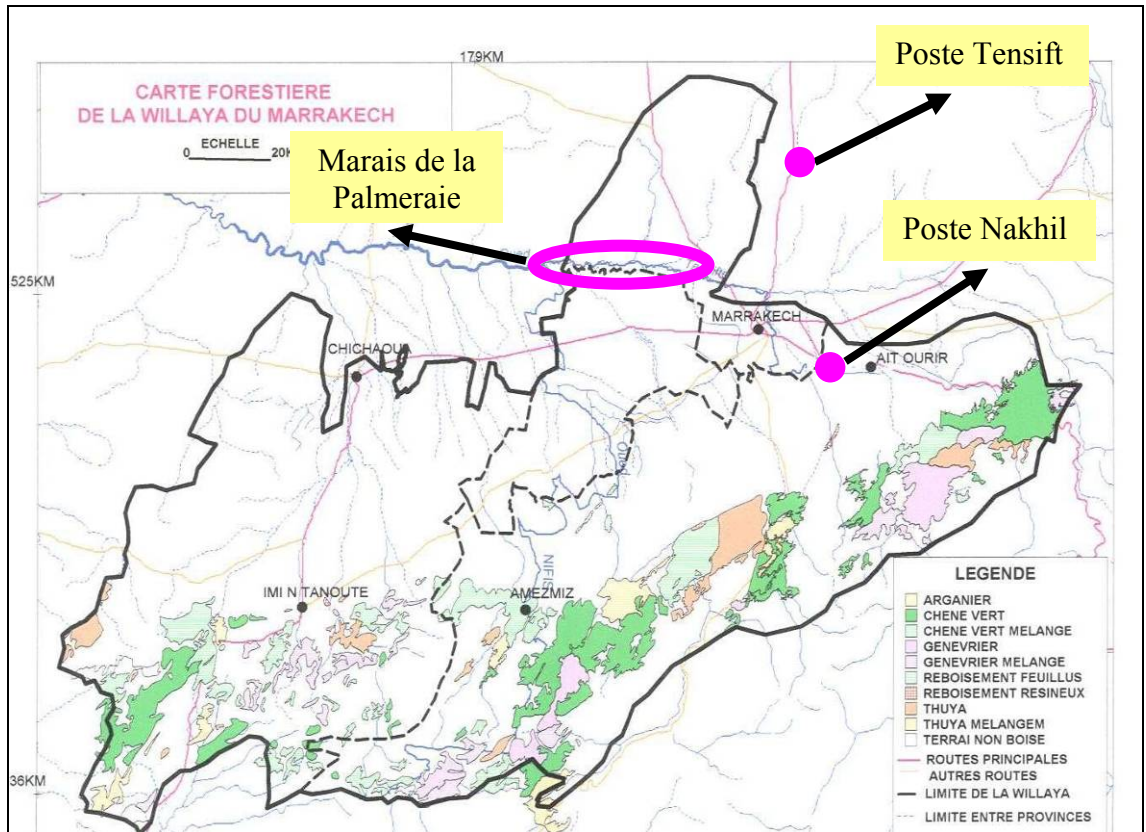 179KM
Poste Tensift
CARTE FORESTIERE
DE LA WILLAYA DU MARRAKECH
ECHELLE
0 20K
Marais de la
Palmeraie
Poste Nakhil
525KM
MARRAKECH
CHICHAOUA
AIT OURIR
NIFIS
IMI N TANOUTE
AMEZMIZ
LEGENDE
ARGANIER
CHENE VERT
CHENE VERT MELANGE
GENEVRIER
GENEVRIER MELANGE
REBOISEMENT FEUILLUS
REBOISEMENT RESINEUX
THUYA
THUYA MELANGEM
TERRAI NON BOISE
ROUTES PRINCIPALES
AUTRES ROUTES
LIMITE DE LA WILLAYA
LIMITE ENTRE PROVINCES
36KM